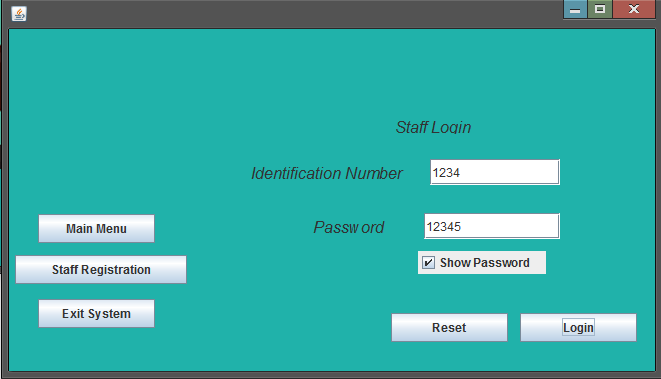 Staff Login
Identification Number 1234
Password 12345
Show Password
Main Menu
Staff Registration
Exit System
Reset Login